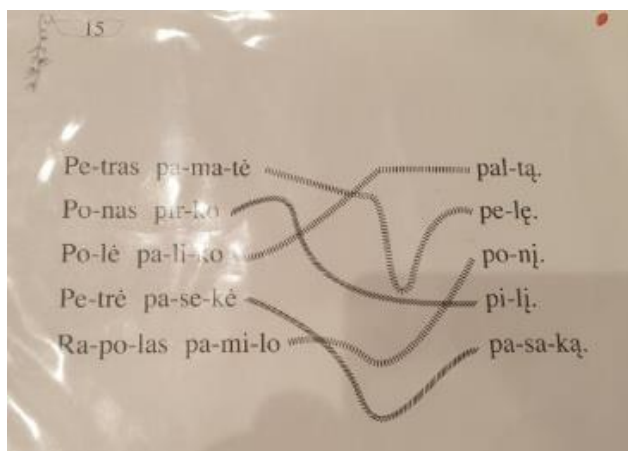 15
Pe-tras pa-ma-tė pal-tą.
Po-nas pir-ko pe-lę.
Po-lė pa-li-ko po-nį.
Pe-trė pa-se-kė pi-lį.
Ra-po-las pa-mi-lo pa-sa-ką.